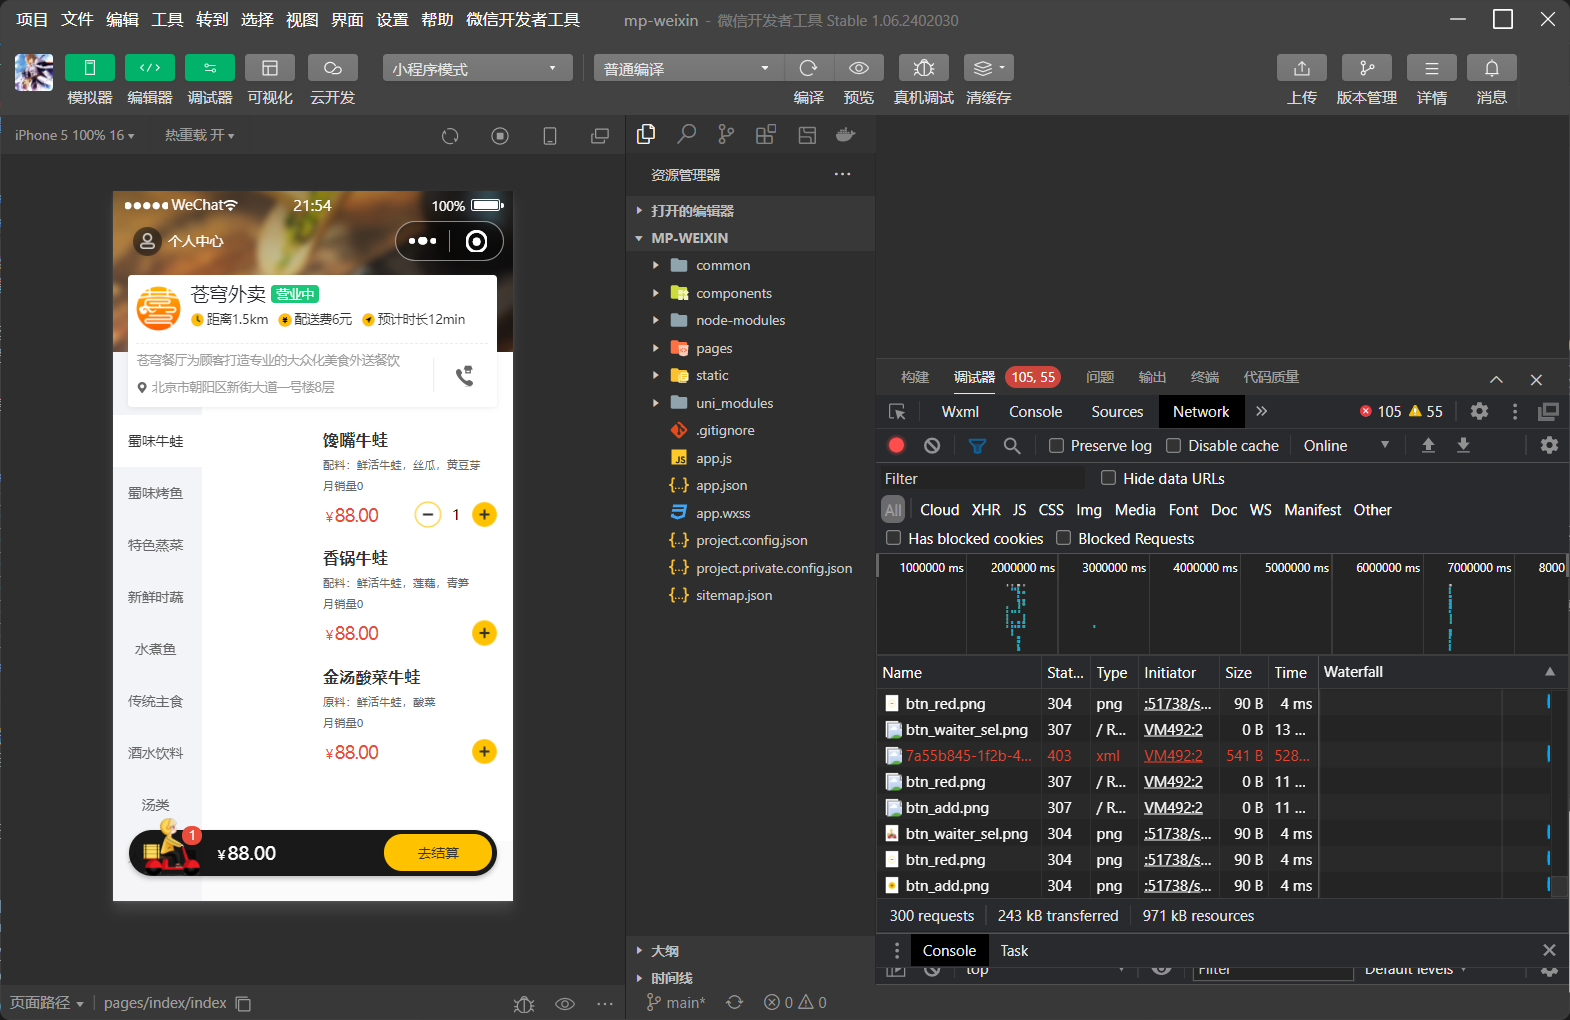 项目 文件 编辑 工具 转到 选择 视图 界面 设置 帮助 微信开发者工具
mp-weixin - 微信开发者工具 Stable 1.06.2402030
小程序模式
普通编译
模拟器 编辑器 调试器 可视化 云开发
编译 预览 真机调试 清缓存
上传 版本管理 详情 消息
iPhone 5 100% 16
热重载 开
WeChat
21:54
100%
个人中心
苍穹外卖 营业中
距离1.5km 配送费6元 预计时长12min
苍穹餐厅为顾客打造专业的大众化美食外送餐饮
北京市朝阳区新街大道一号楼8层
蜀味牛蛙
蜀味烤鱼
特色蒸菜
新鲜时蔬
水煮鱼
传统主食
酒水饮料
汤类
馋嘴牛蛙
配料：鲜活牛蛙，丝瓜，黄豆芽
月销量0
￥88.00
1
香锅牛蛙
配料：鲜活牛蛙，莲藕，青笋
月销量0
￥88.00
金汤酸菜牛蛙
原料：鲜活牛蛙，酸菜
月销量0
￥88.00
1
￥88.00
去结算
页面路径
pages/index/index
资源管理器
打开的编辑器
MP-WEIXIN
common
components
node-modules
pages
static
uni_modules
.gitignore
app.js
app.json
app.wxss
project.config.json
project.private.config.json
sitemap.json
大纲
时间线
main*
0 0
构建 调试器 105, 55 问题 输出 终端 代码质量
Wxml Console Sources Network
105 55
Preserve log Disable cache Online
Filter Hide data URLs
All Cloud XHR JS CSS Img Media Font Doc WS Manifest Other
Has blocked cookies Blocked Requests
1000000 ms 2000000 ms 3000000 ms 4000000 ms 5000000 ms 6000000 ms 7000000 ms 8000
Name Stat... Type Initiator Size Time Waterfall
btn_red.png 304 png :51738/s... 90 B 4 ms
btn_waiter_sel.png 307 / R... VM492:2 0 B 13 ...
7a55b845-1f2b-4... 403 xml VM492:2 541 B 528...
btn_red.png 307 / R... VM492:2 0 B 11 ...
btn_add.png 307 / R... VM492:2 0 B 11 ...
btn_waiter_sel.png 304 png :51738/s... 90 B 4 ms
btn_red.png 304 png :51738/s... 90 B 4 ms
btn_add.png 304 png :51738/s... 90 B 4 ms
300 requests 243 kB transferred 971 kB resources
Console Task
top Filter Default levels